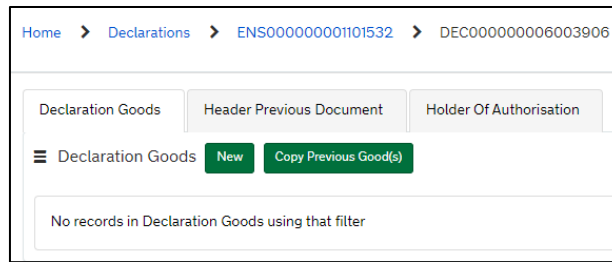 Home > Declarations > ENS000000001101532 > DEC000000006003906
Declaration Goods Header Previous Document Holder Of Authorisation
Declaration Goods New Copy Previous Good(s)
No records in Declaration Goods using that filter